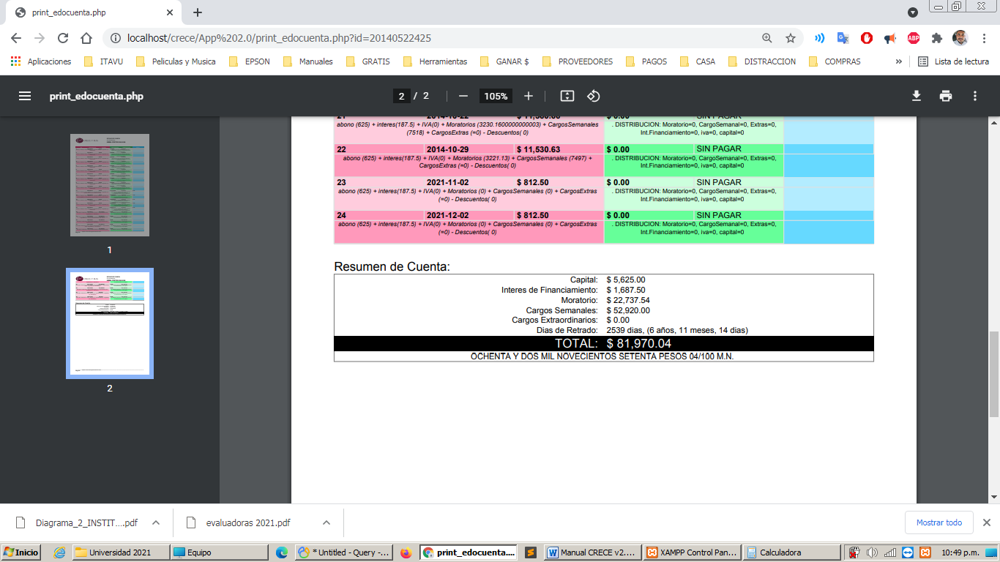 print_edocuenta.php
localhost/crece/App%202.0/print_edocuenta.php?id=20140522425
ABP
Aplicaciones ITAVU Peliculas y Musica EPSON Manuales GRATIS Herramientas GANAR $ PROVEEDORES PAGOS CASA DISTRACCION COMPRAS » Lista de lectura
print_edocuenta.php 2 / 2 105%
abono (625) + interes(187.5) + IVA(0) + Moratorios (3230.1600000000003) + CargosSemanales (7518) + CargosExtras (=0) - Descuentos( 0)
. DISTRIBUCION: Moratorio=0, CargoSemanal=0, Extras=0, Int.Financiamiento=0, iva=0, capital=0
22 2014-10-29 $ 11,530.63 $ 0.00 SIN PAGAR
abono (625) + interes(187.5) + IVA(0) + Moratorios (3221.13) + CargosSemanales (7497) + CargosExtras (=0) - Descuentos( 0)
. DISTRIBUCION: Moratorio=0, CargoSemanal=0, Extras=0, Int.Financiamiento=0, iva=0, capital=0
23 2021-11-02 $ 812.50 $ 0.00 SIN PAGAR
abono (625) + interes(187.5) + IVA(0) + Moratorios (0) + CargosSemanales (0) + CargosExtras (=0) - Descuentos( 0)
. DISTRIBUCION: Moratorio=0, CargoSemanal=0, Extras=0, Int.Financiamiento=0, iva=0, capital=0
24 2021-12-02 $ 812.50 $ 0.00 SIN PAGAR
abono (625) + interes(187.5) + IVA(0) + Moratorios (0) + CargosSemanales (0) + CargosExtras (=0) - Descuentos( 0)
. DISTRIBUCION: Moratorio=0, CargoSemanal=0, Extras=0, Int.Financiamiento=0, iva=0, capital=0
1
2
Resumen de Cuenta:
Capital: $ 5,625.00
Interes de Financiamiento: $ 1,687.50
Moratorio: $ 22,737.54
Cargos Semanales: $ 52,920.00
Cargos Extraordinarios: $ 0.00
Dias de Retrado: 2539 dias, (6 años, 11 meses, 14 dias)
TOTAL: $ 81,970.04
OCHENTA Y DOS MIL NOVECIENTOS SETENTA PESOS 04/100 M.N.
Diagrama_2_INSTIT....pdf evaluadoras 2021.pdf Mostrar todo
Inicio Universidad 2021 Equipo * Untitled - Query -... print_edocuenta.... Manual CRECE v2.... XAMPP Control Pan... Calculadora 10:49 p.m.